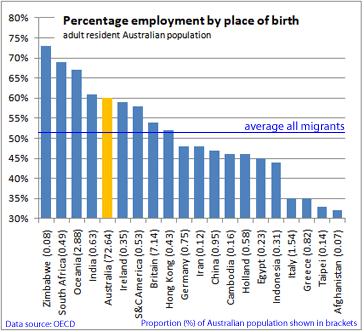 Percentage employment by place of birth
adult resident Australian population
80%
75%
70%
65%
60%
55%
50%
45%
40%
35%
30%
average all migrants
Zimbabwe (0.08)
South Africa (0.49)
Oceania (2.88)
India (0.63)
Australia (72.64)
Ireland (0.35)
S&C America (0.53)
Britain (7.14)
Hong Kong (0.43)
Germany (0.75)
Iran (0.12)
China (0.95)
Cambodia (0.16)
Holland (0.58)
Egypt (0.23)
Indonesia (0.31)
Italy (1.54)
Greece (0.82)
Turkey (0.14)
Afghanistan (0.07)
Data source: OECD
Proportion (%) of Australian population shown in brackets